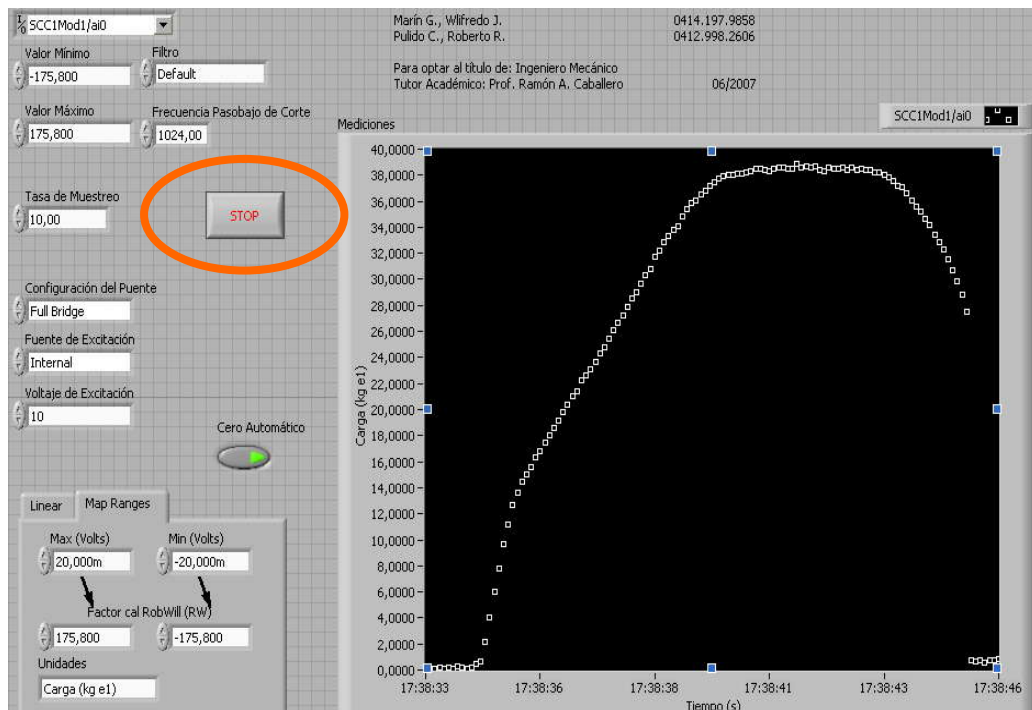 SCC1Mod1/ai0
Marín G., Wlifredo J. 0414.197.9858
Pulido C., Roberto R. 0412.998.2606
Para optar al título de: Ingeniero Mecánico
Tutor Académico: Prof. Ramón A. Caballero 06/2007
Valor Mínimo
-175,800
Filtro
Default
Valor Máximo
175,800
Frecuencia Pasobajo de Corte
1024,00
Tasa de Muestreo
10,00
STOP
Configuración del Puente
Full Bridge
Fuente de Excitación
Internal
Voltaje de Excitación
10
Cero Automático
Linear
Map Ranges
Max (Volts) Min (Volts)
20,000m -20,000m
Factor cal RobWill (RW)
175,800 -175,800
Unidades
Carga (kg e1)
Mediciones
SCC1Mod1/ai0
40,0000
38,0000
36,0000
34,0000
32,0000
30,0000
28,0000
26,0000
24,0000
22,0000
20,0000
18,0000
16,0000
14,0000
12,0000
10,0000
8,0000
6,0000
4,0000
2,0000
0,0000
Carga (kg e1)
17:38:33 17:38:36 17:38:38 17:38:41 17:38:43 17:38:46
Tiempo (s)